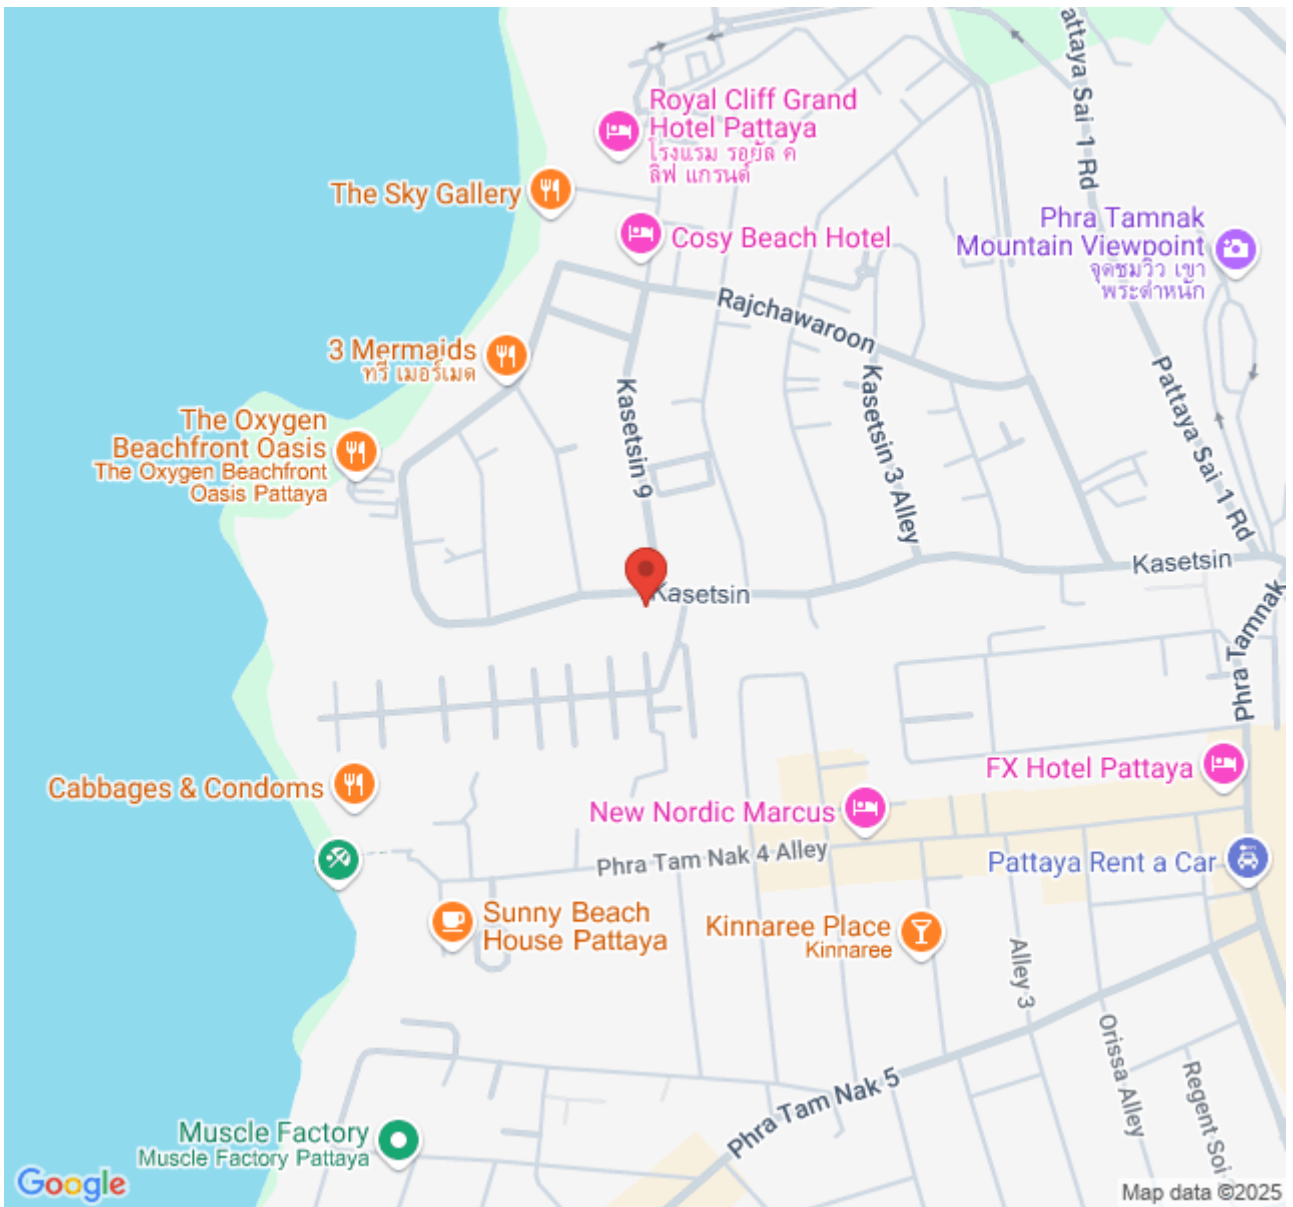 attaya Sai 1 Rd
Royal Cliff Grand
Hotel Pattaya
โรงแรม รอยัล ค
ลิฟ แกรนด์
The Sky Gallery
Cosy Beach Hotel
Phra Tamnak
Mountain Viewpoint
จุดชมวิว เขา
พระตำหนัก
Rajchawaroon
3 Mermaids
ทรี เมอร์เมด
Kasetsin 9
Kasetsin 3 Alley
Pattaya Sai 1 Rd
The Oxygen
Beachfront Oasis
The Oxygen Beachfront
Oasis Pattaya
Kasetsin
Kasetsin
Phra Tamnak
Cabbages & Condoms
FX Hotel Pattaya
New Nordic Marcus
Phra Tam Nak 4 Alley
Pattaya Rent a Car
Sunny Beach
House Pattaya
Kinnaree Place
Kinnaree
Alley 3
Orissa Alley
Regent Soi
Phra Tam Nak 5
Muscle Factory
Muscle Factory Pattaya
Google
Map data ©2025